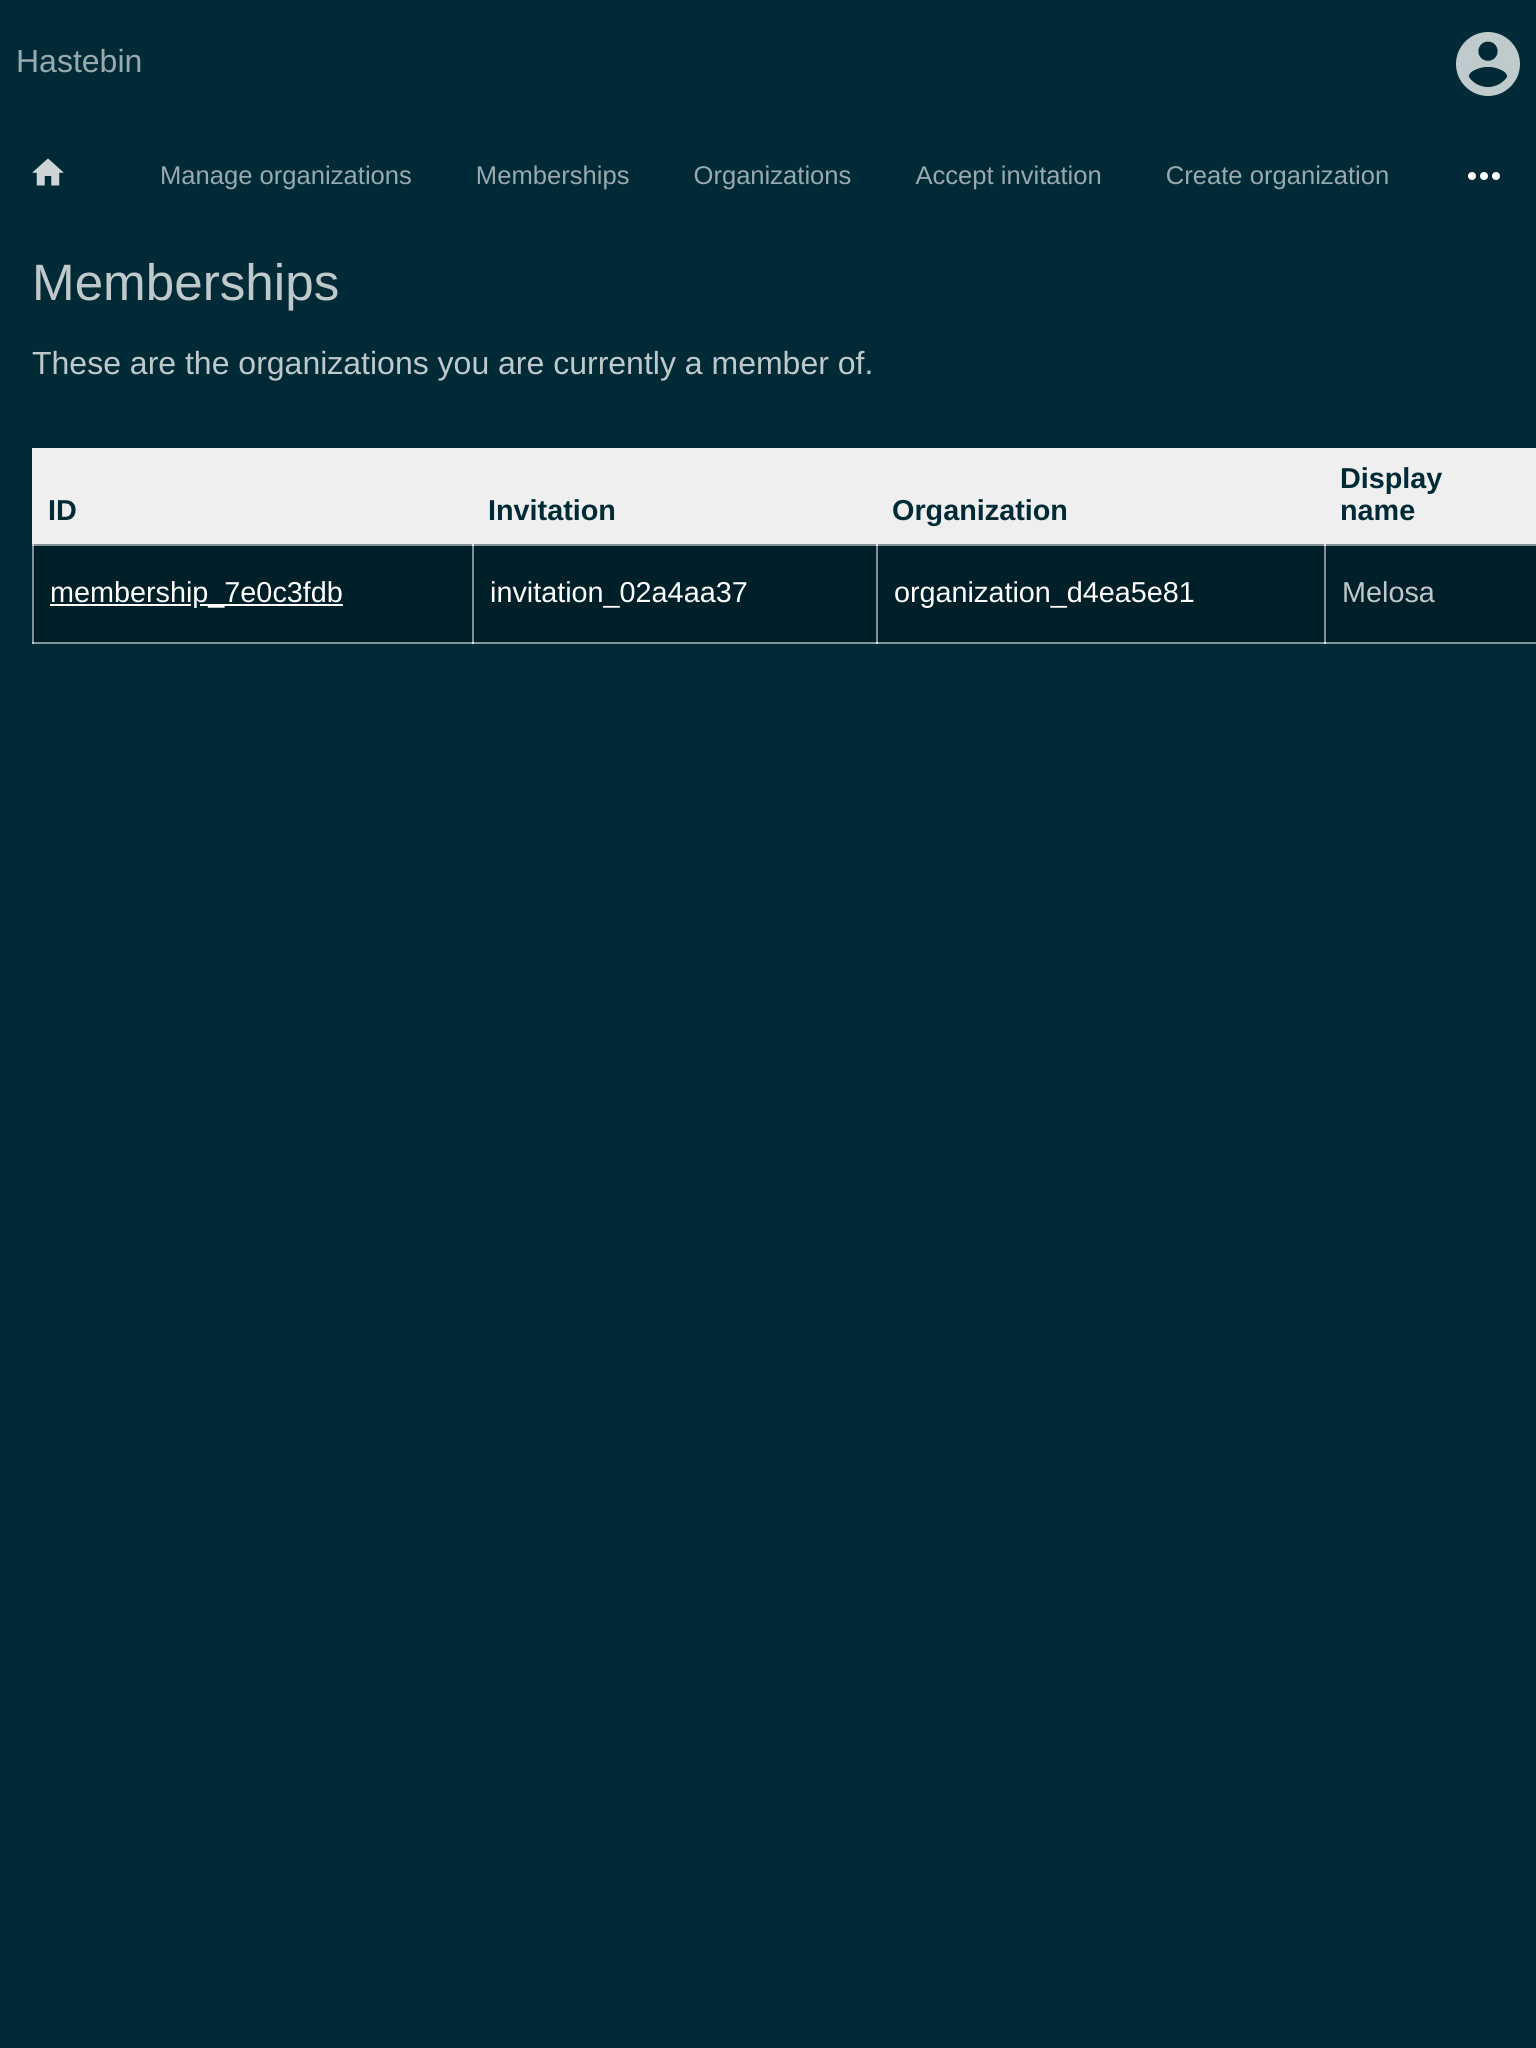 Hastebin
Manage organizations Memberships Organizations Accept invitation Create organization
Memberships
These are the organizations you are currently a member of.
ID Invitation Organization Display name
membership_7e0c3fdb invitation_02a4aa37 organization_d4ea5e81 Melosa